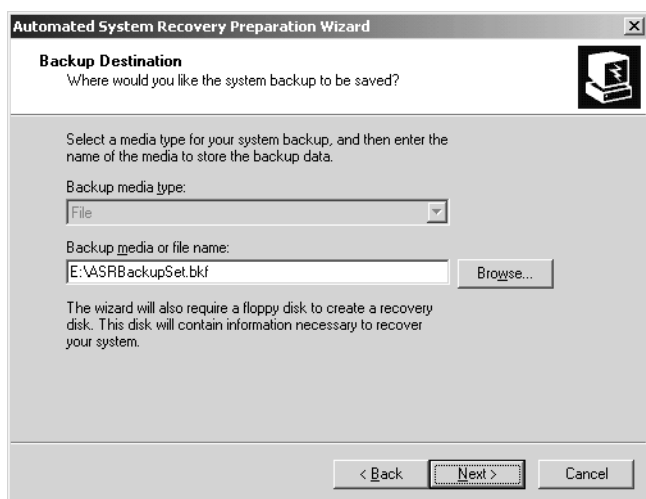 Automated System Recovery Preparation Wizard
Backup Destination
Where would you like the system backup to be saved?
Select a media type for your system backup, and then enter the
name of the media to store the backup data.
Backup media type:
File
Backup media or file name:
E:\ASRBackupSet.bkf
Browse...
The wizard will also require a floppy disk to create a recovery
disk. This disk will contain information necessary to recover
your system.
< Back
Next >
Cancel